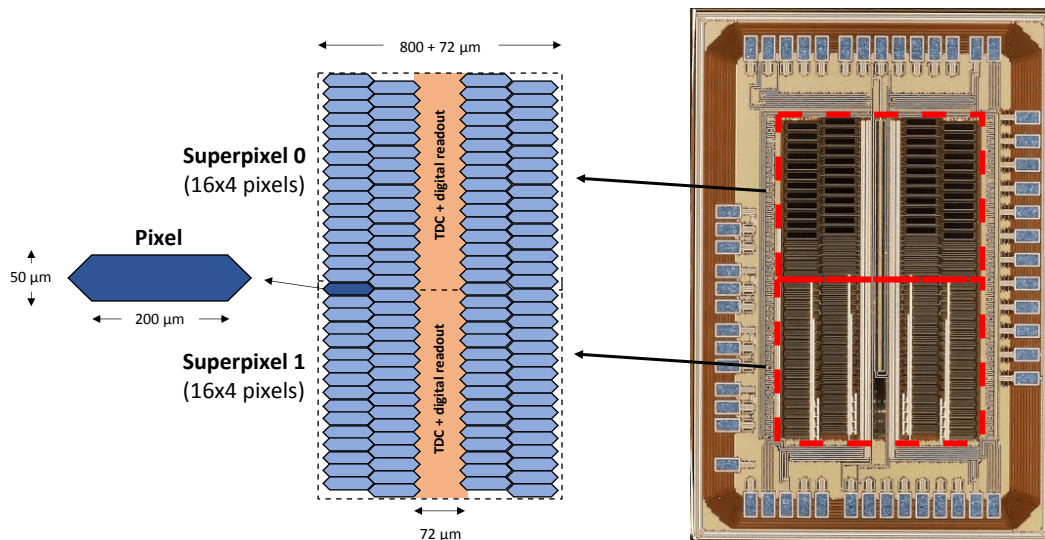 800 + 72 µm
Superpixel 0
(16x4 pixels)
TDC + digital readout
Pixel
50 µm
200 µm
Superpixel 1
(16x4 pixels)
TDC + digital readout
72 µm